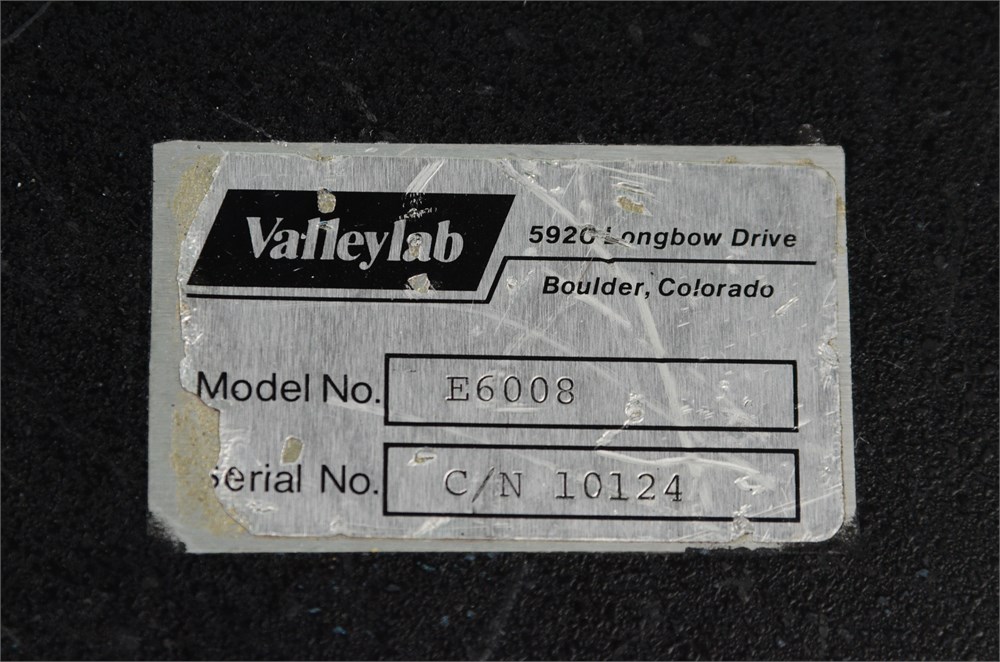 Valleylab
5920 Longbow Drive
Boulder, Colorado
Model No. E6008
Serial No. C/N 10124